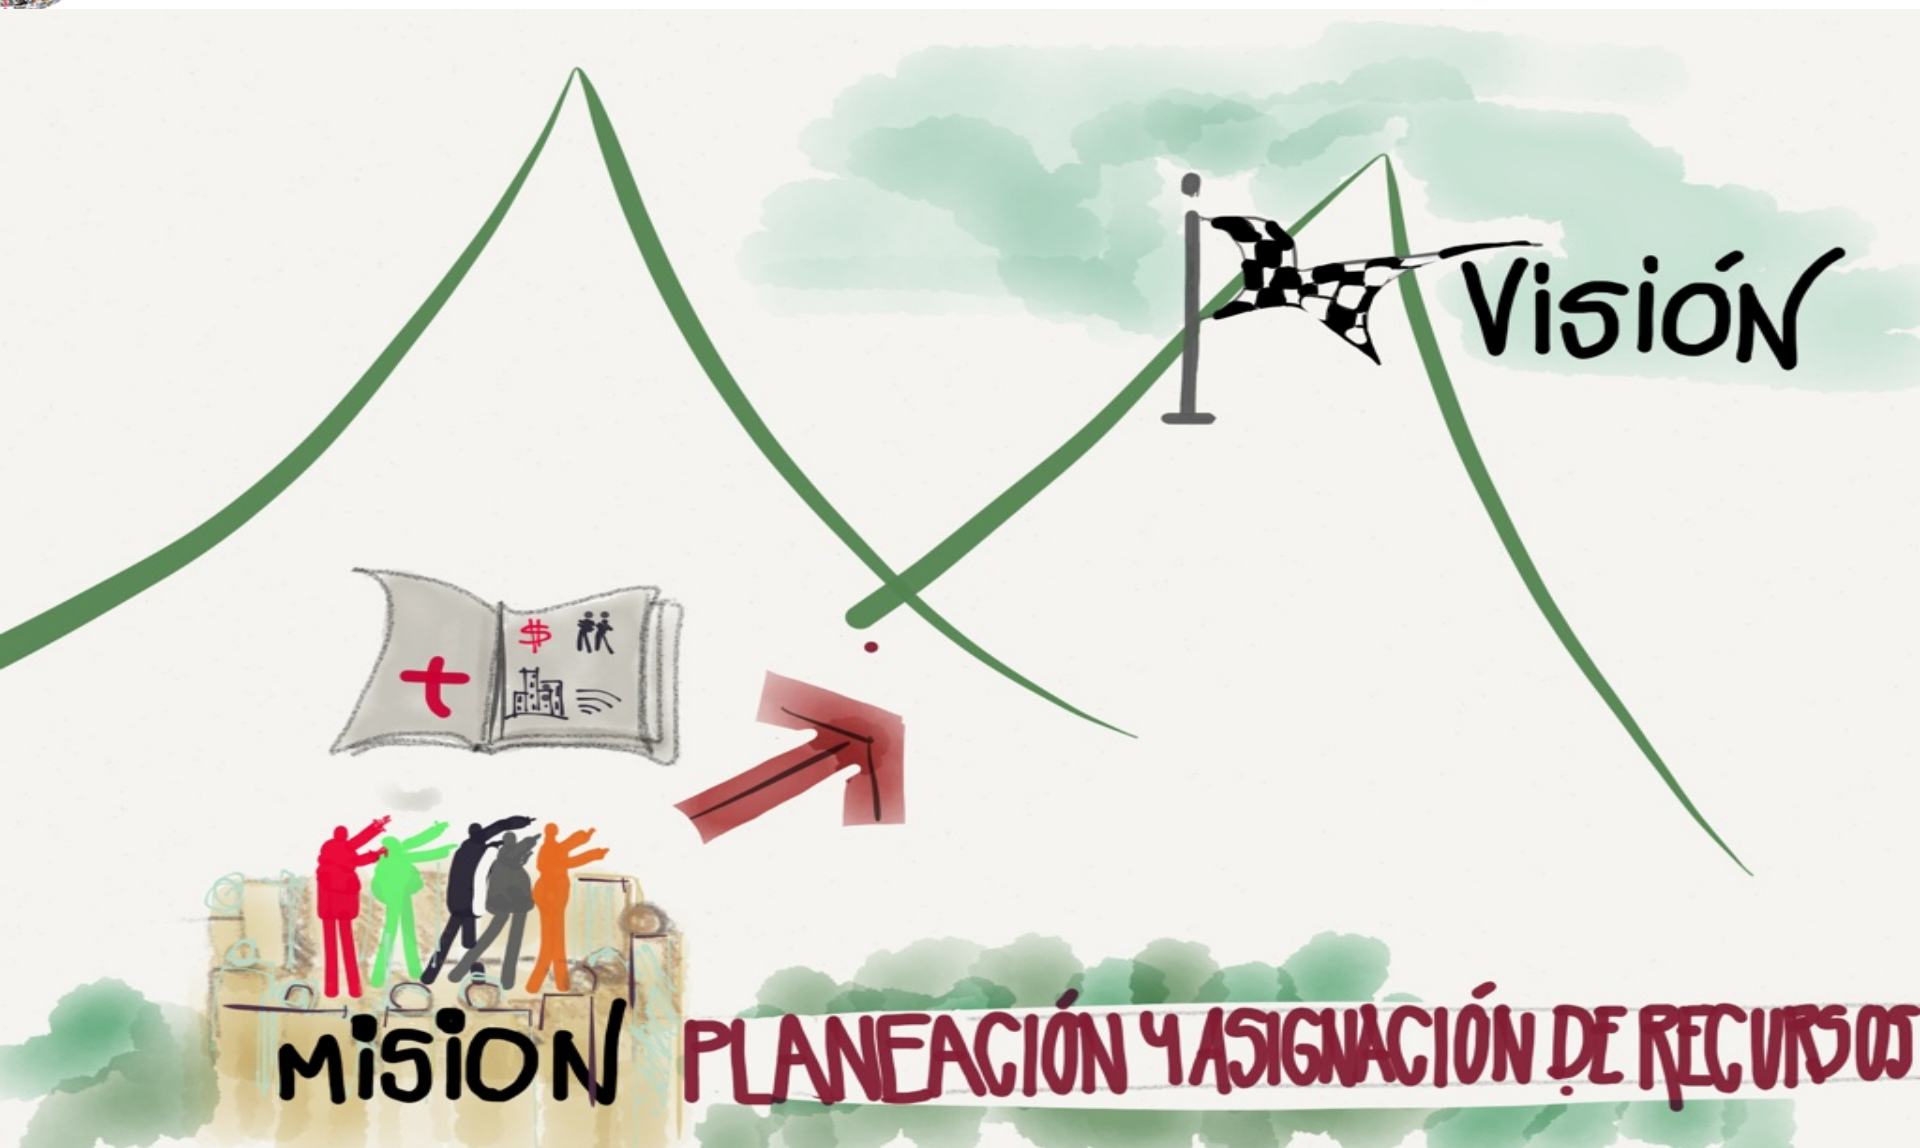 VISIÓN
$
MISION
PLANEACIÓN Y ASIGNACIÓN DE RECURSOS